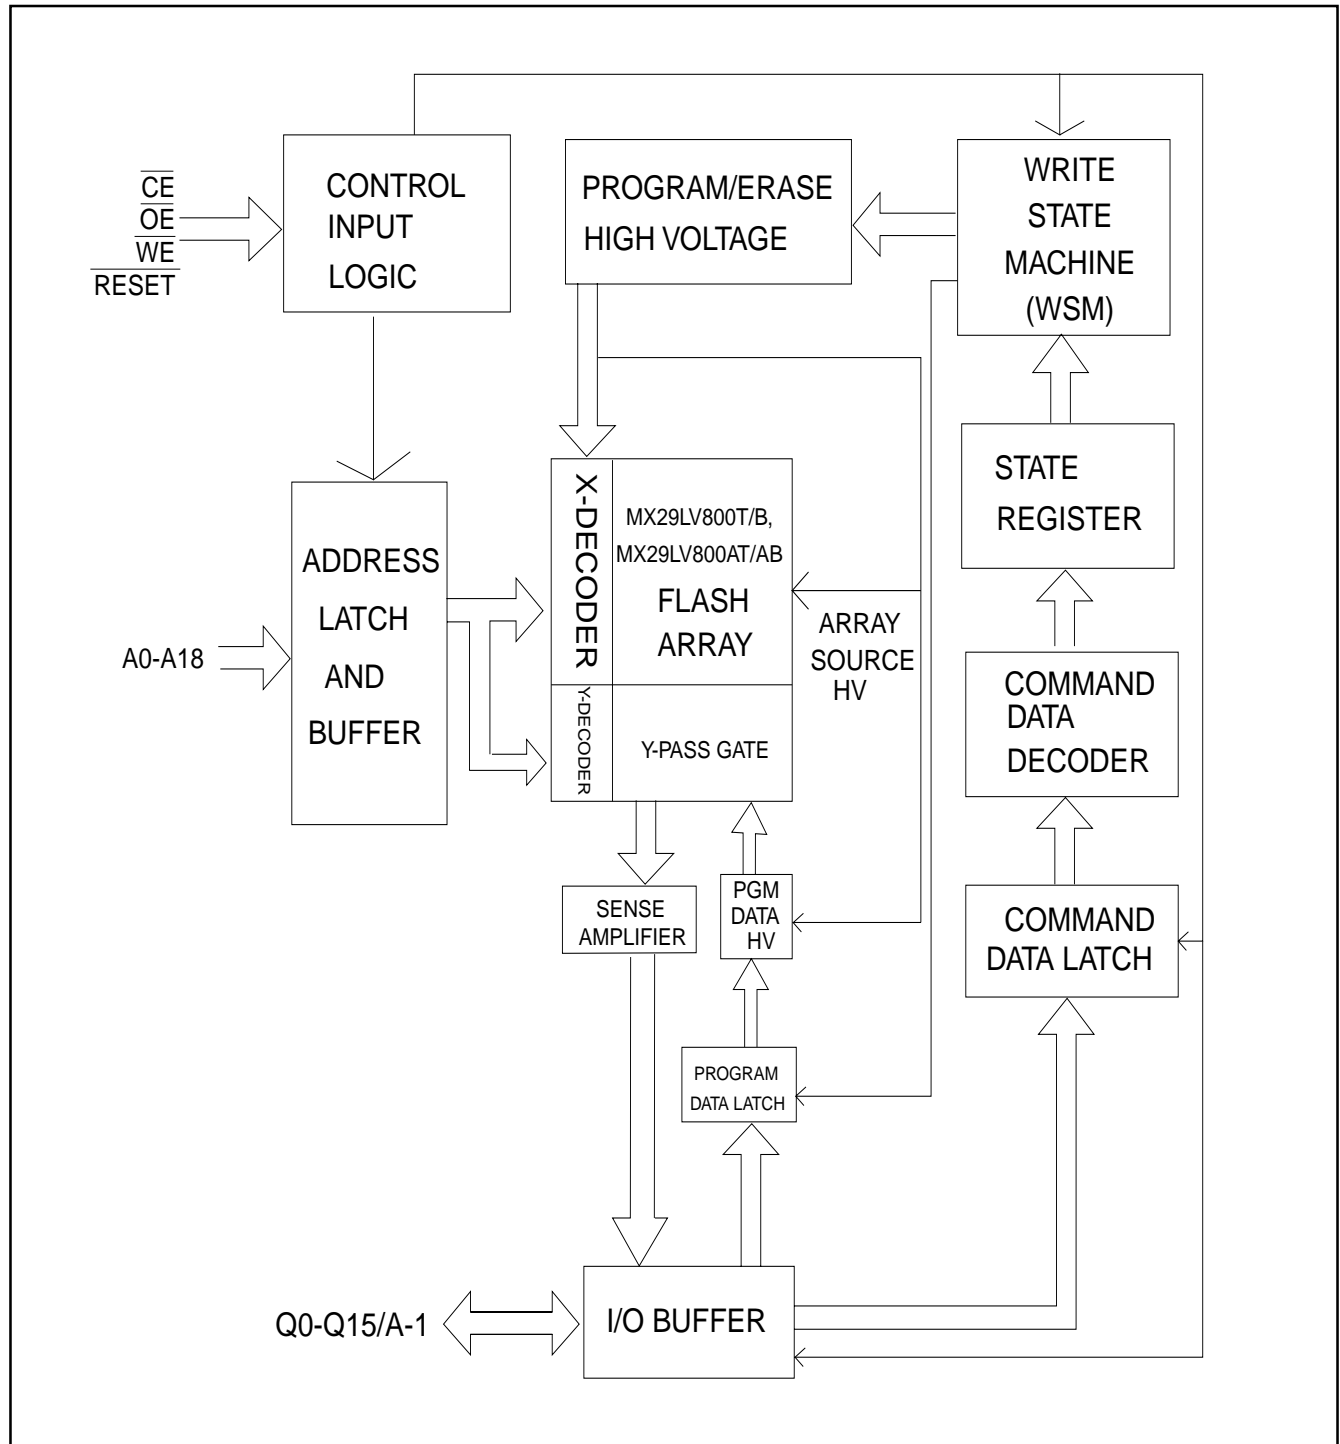 CE
OE
WE
RESET
CONTROL
INPUT
LOGIC
PROGRAM/ERASE
HIGH VOLTAGE
WRITE
STATE
MACHINE
(WSM)
STATE
REGISTER
X-DECODER
MX29LV800T/B,
MX29LV800AT/AB
FLASH
ARRAY
ADDRESS
LATCH
AND
BUFFER
A0-A18
ARRAY
SOURCE
HV
Y-DECODER
Y-PASS GATE
COMMAND
DATA
DECODER
SENSE
AMPLIFIER
PGM
DATA
HV
COMMAND
DATA LATCH
PROGRAM
DATA LATCH
Q0-Q15/A-1
I/O BUFFER